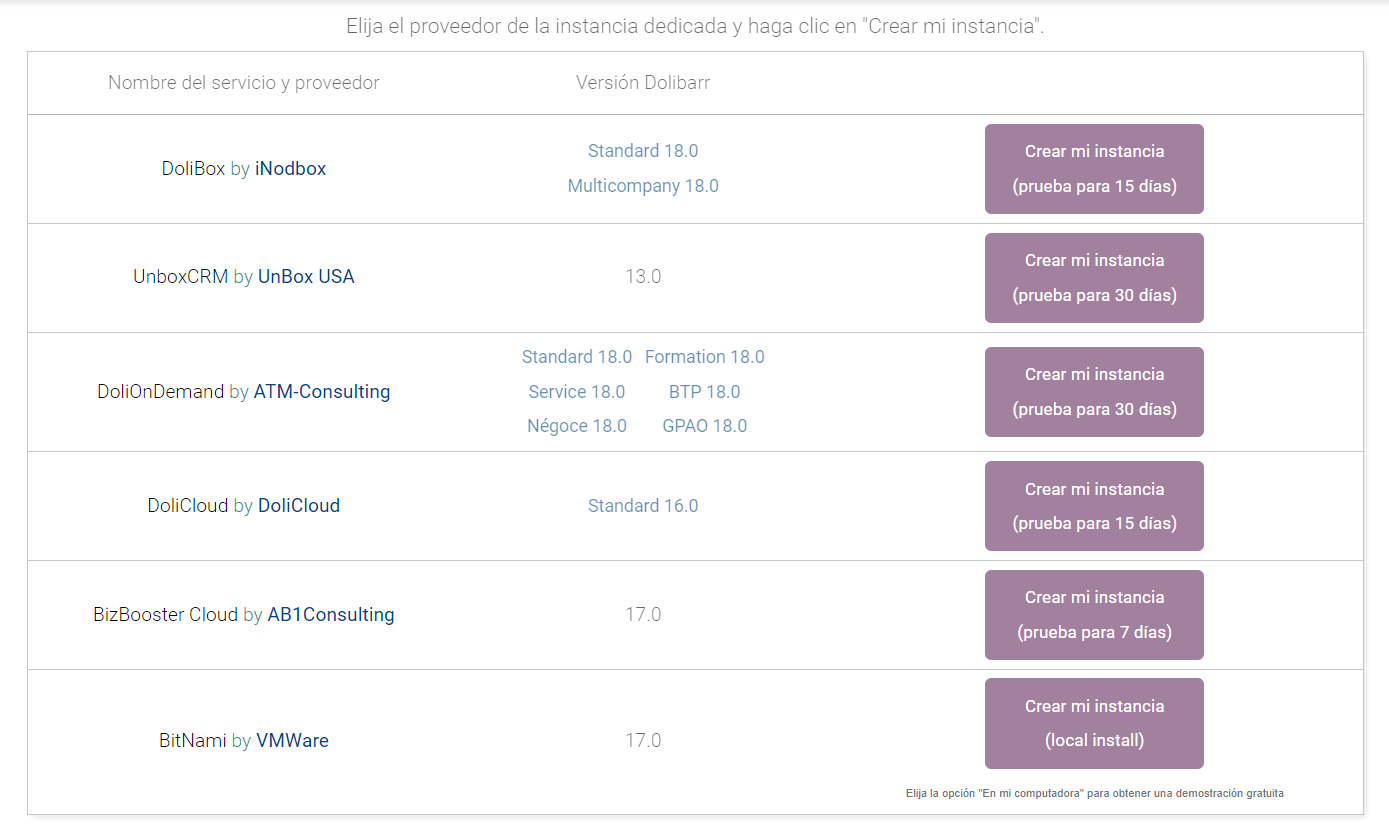 Elija el proveedor de la instancia dedicada y haga clic en "Crear mi instancia".
Nombre del servicio y proveedor
Versión Dolibarr
DoliBox by iNodbox
Standard 18.0
Multicompany 18.0
Crear mi instancia
(prueba para 15 días)
UnboxCRM by UnBox USA
13.0
Crear mi instancia
(prueba para 30 días)
DoliOnDemand by ATM-Consulting
Standard 18.0 Formation 18.0
Service 18.0 BTP 18.0
Négoce 18.0 GPAO 18.0
Crear mi instancia
(prueba para 30 días)
DoliCloud by DoliCloud
Standard 16.0
Crear mi instancia
(prueba para 15 días)
BizBooster Cloud by AB1Consulting
17.0
Crear mi instancia
(prueba para 7 días)
BitNami by VMWare
17.0
Crear mi instancia
(local install)
Elija la opción "En mi computadora" para obtener una demostración gratuita